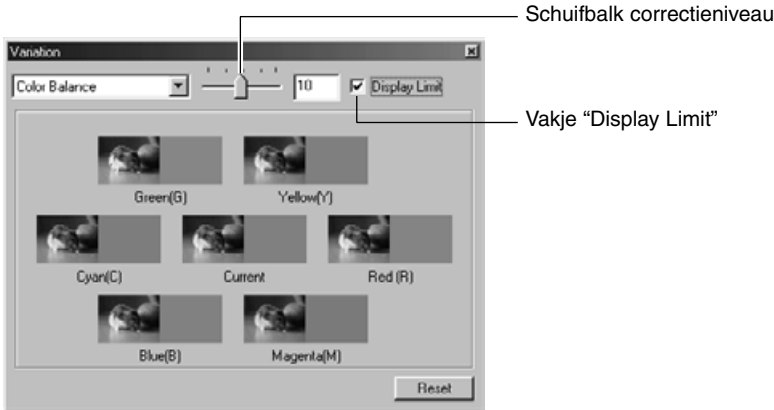 Schuifbalk correctieniveau
Variation
Color Balance
10
Display Limit
Vakje “Display Limit”
Green(G)
Yellow(Y)
Cyan(C)
Current
Red (R)
Blue(B)
Magenta(M)
Reset